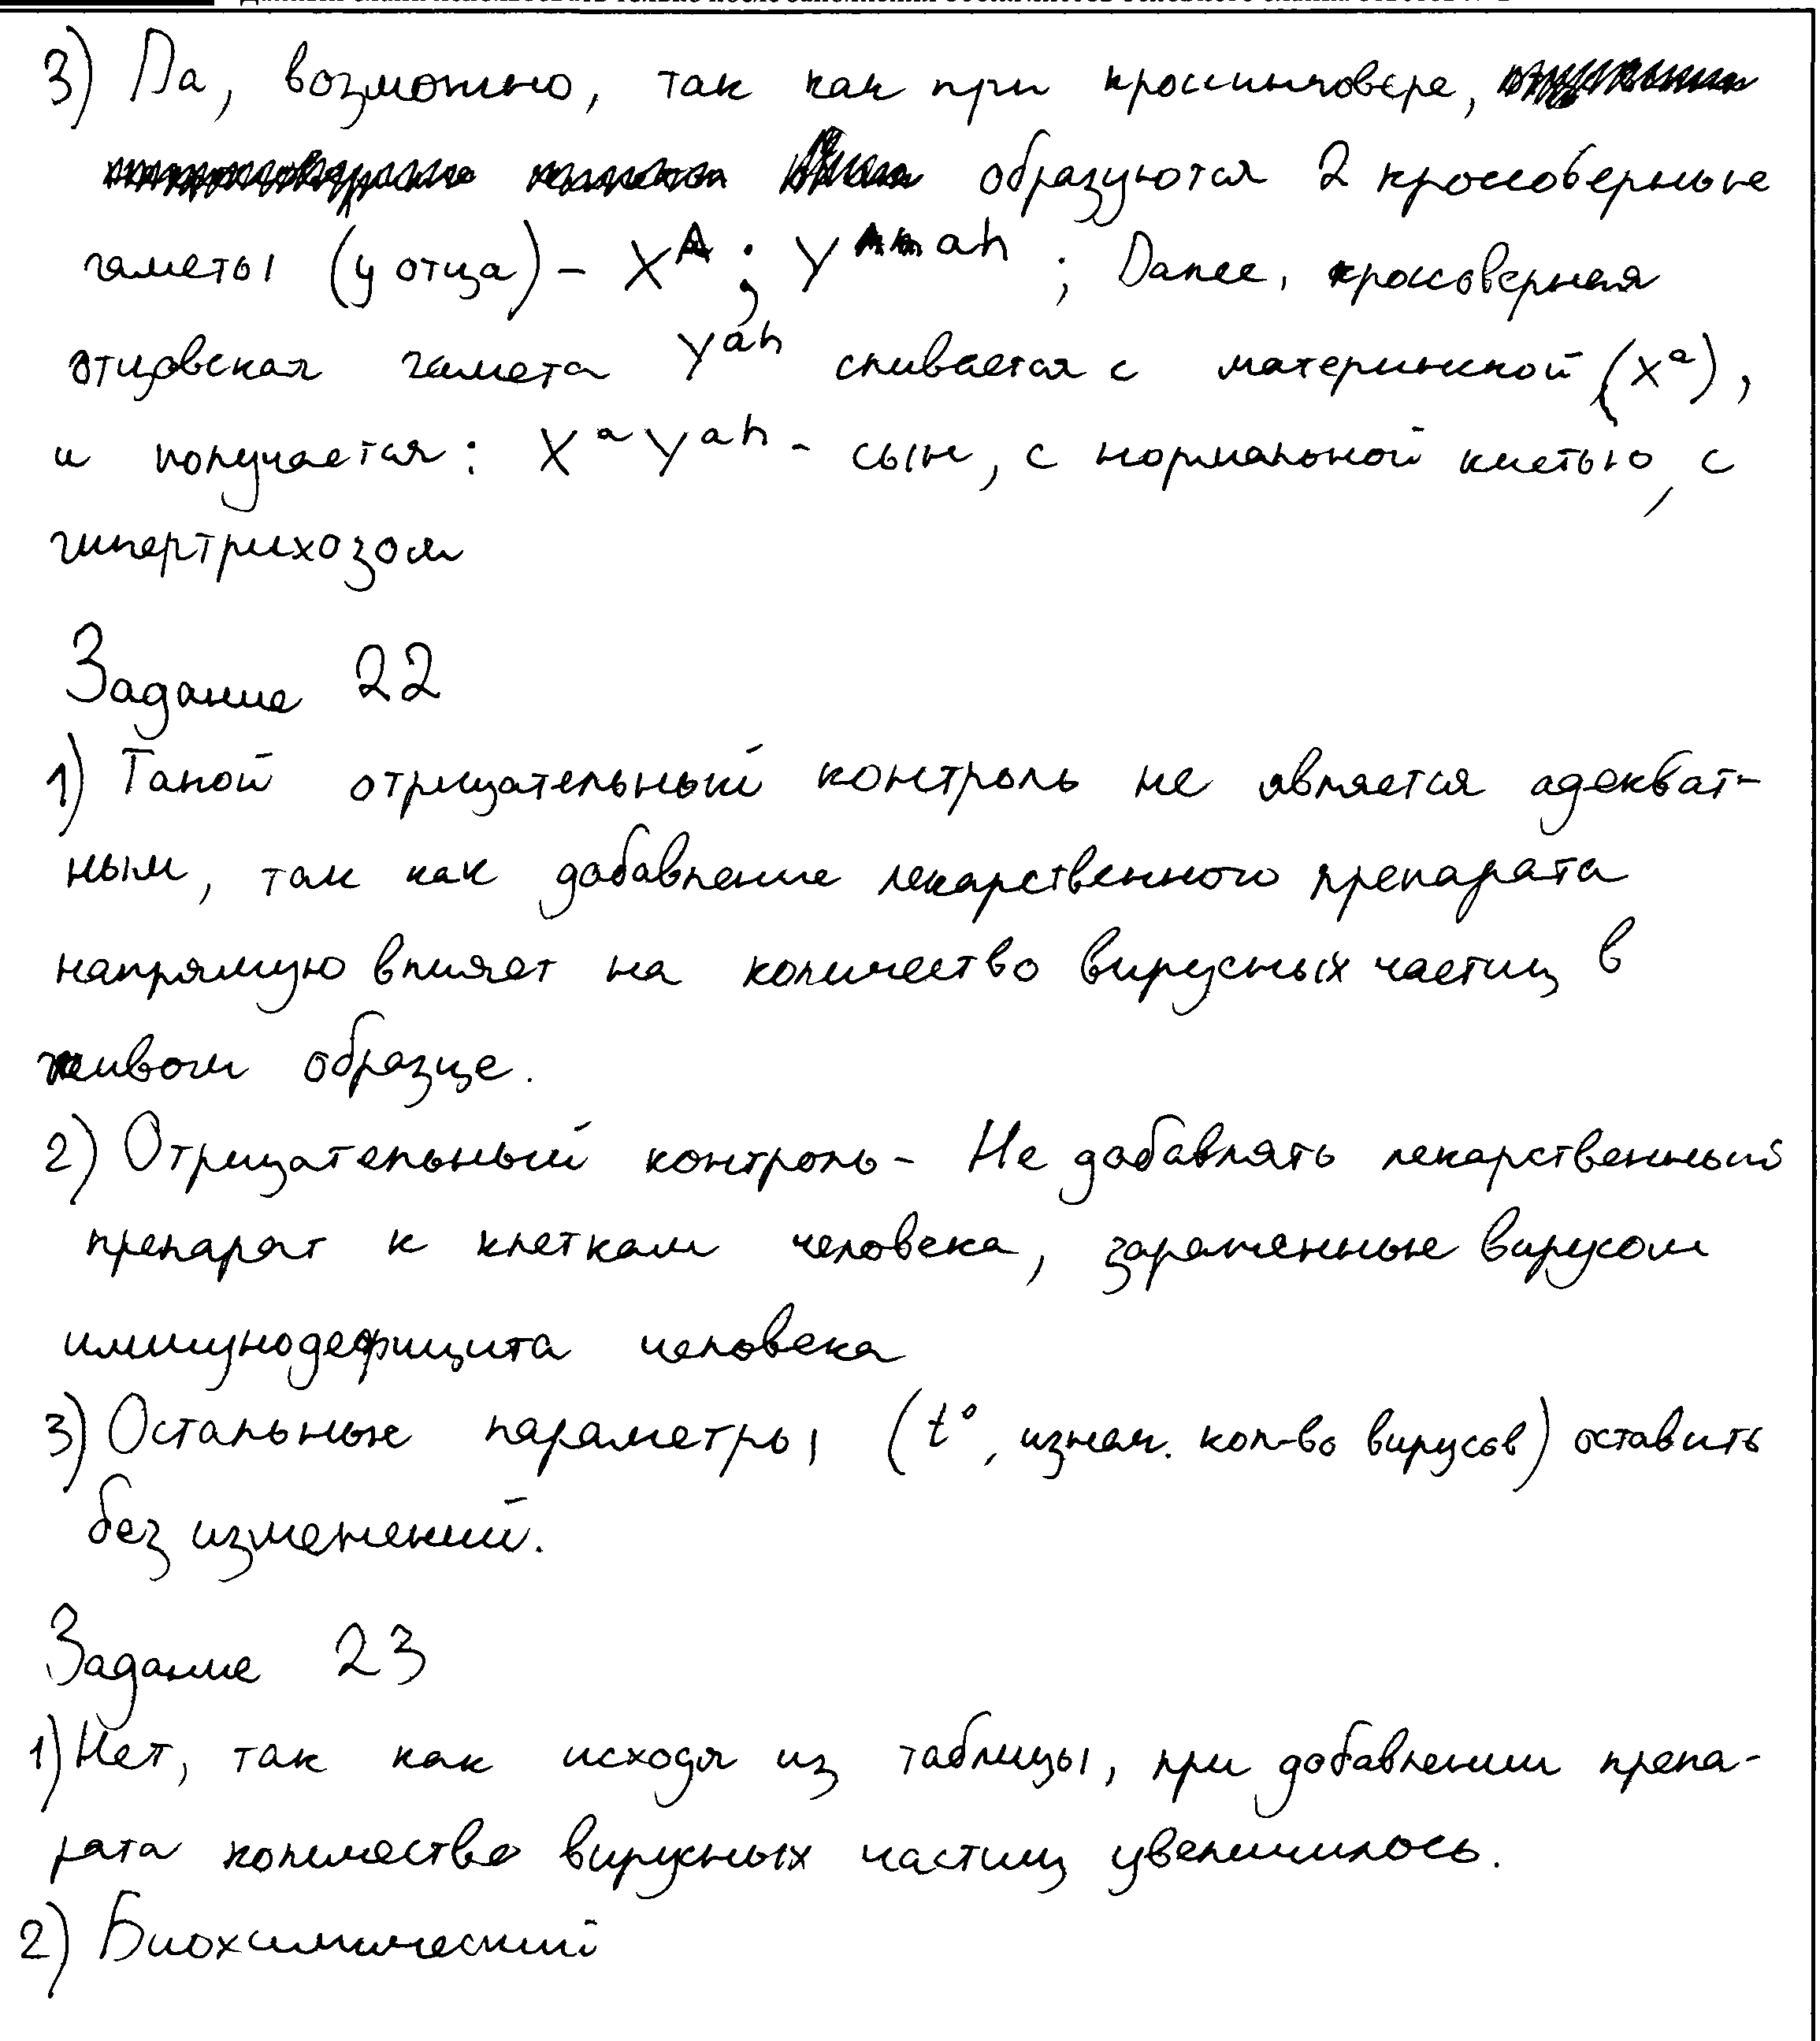 3) Да, возможно, так как при кроссинговере,
образуются 2 кроссоверные
гаметы (у отца) – X^A ; Y^ah ; Далее, кроссоверная
отцовская гамета Y^ah сливается с материнской (X^a),
и получается: X^a Y^ah - сын, с нормальной кистью, с
гипертрихозом
Задание 22
1) Такой отрицательный контроль не является адекват-
ным, так как добавление лекарственного препарата
напрямую влияет на количество вирусных частиц в
живом образце.
2) Отрицательный контроль - Не добавлять лекарственный
препарат к клеткам человека, зараженные вирусом
иммунодефицита человека
3) Остальные параметры (t°, изнач. кол-во вирусов) оставить
без изменений.
Задание 23
1) Нет, так как исходя из таблицы, при добавлении препа-
рата количество вирусных частиц увеличилось.
2) Биохимический